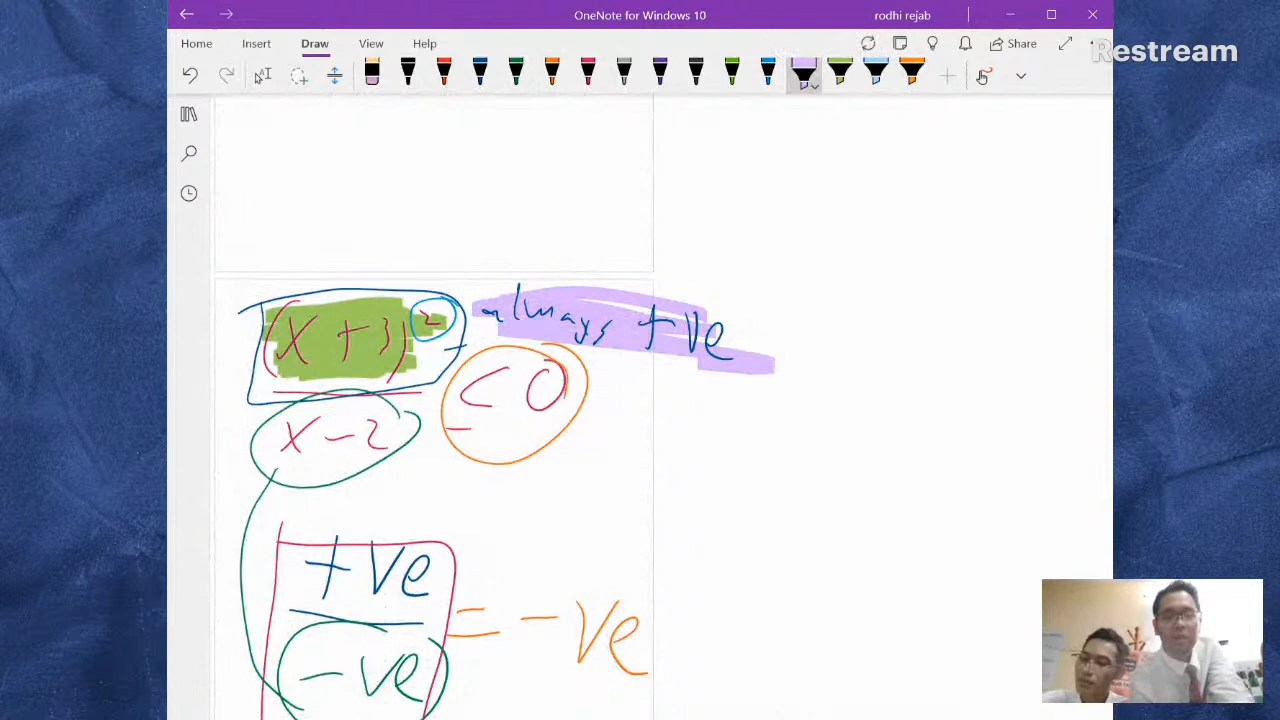 OneNote for Windows 10
rodhi rejab
Home Insert Draw View Help
Share
Restream
(x + 3)² always +ve
≤ 0
x - 2
+ve
= -ve
-ve